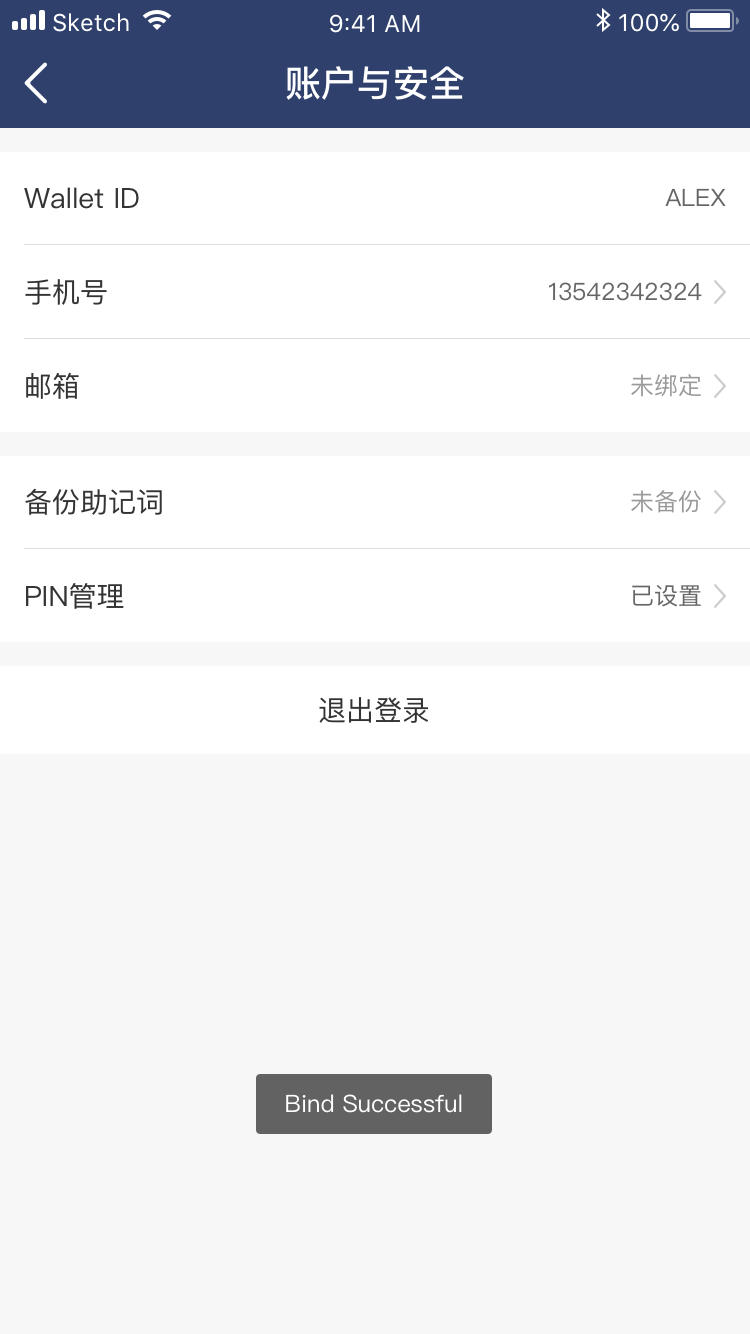 Sketch 9:41 AM 100%
账户与安全
Wallet ID ALEX
手机号 13542342324
邮箱 未绑定
备份助记词 未备份
PIN管理 已设置
退出登录
Bind Successful